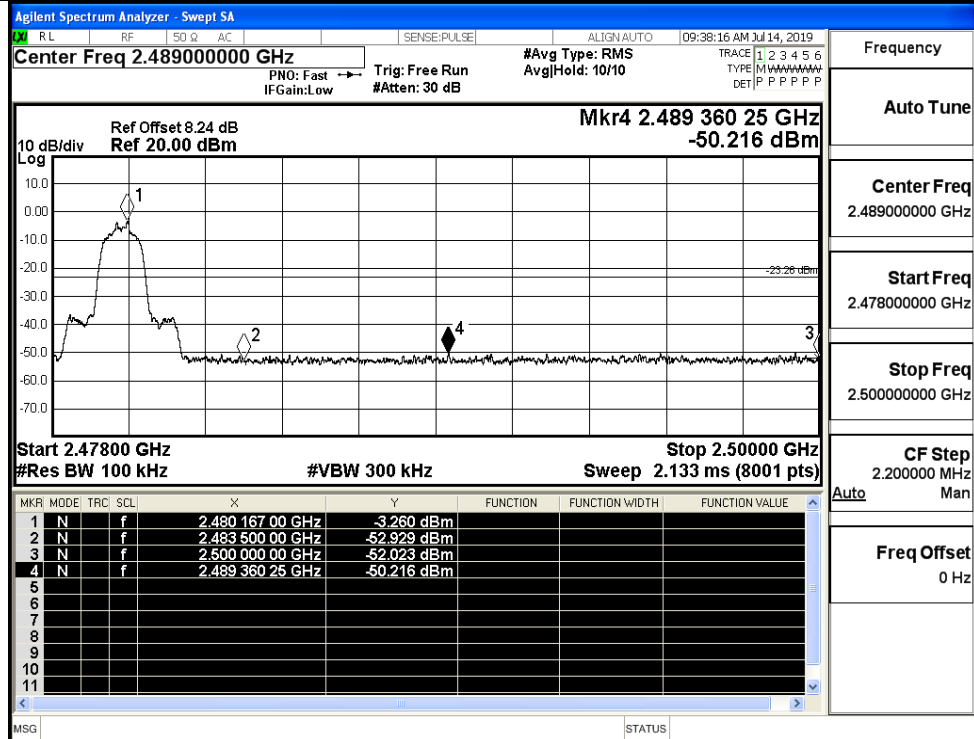 Agilent Spectrum Analyzer - Swept SA
LXI RL RF 50 Ω AC SENSE:PULSE ALIGN AUTO 09:38:16 AM Jul 14, 2019
Center Freq 2.489000000 GHz
PNO: Fast
IFGain:Low
Trig: Free Run
#Atten: 30 dB
#Avg Type: RMS
Avg|Hold: 10/10
TRACE 1 2 3 4 5 6
TYPE M WWWWW
DET P P P P P P
Mkr4 2.489 360 25 GHz
-50.216 dBm
Ref Offset 8.24 dB
10 dB/div Ref 20.00 dBm
Log
10.0
0.00
-10.0
-20.0
-30.0
-40.0
-50.0
-60.0
-70.0
1
2
4
3
-23.26 dBm
Start 2.47800 GHz Stop 2.50000 GHz
#Res BW 100 kHz #VBW 300 kHz Sweep 2.133 ms (8001 pts)
MKR MODE TRC SCL X Y FUNCTION FUNCTION WIDTH FUNCTION VALUE
1 N f 2.480 167 00 GHz -3.260 dBm
2 N f 2.483 500 00 GHz -52.929 dBm
3 N f 2.500 000 00 GHz -52.023 dBm
4 N f 2.489 360 25 GHz -50.216 dBm
5
6
7
8
9
10
11
MSG STATUS
Frequency
Auto Tune
Center Freq
2.489000000 GHz
Start Freq
2.478000000 GHz
Stop Freq
2.500000000 GHz
CF Step
2.200000 MHz
Auto Man
Freq Offset
0 Hz